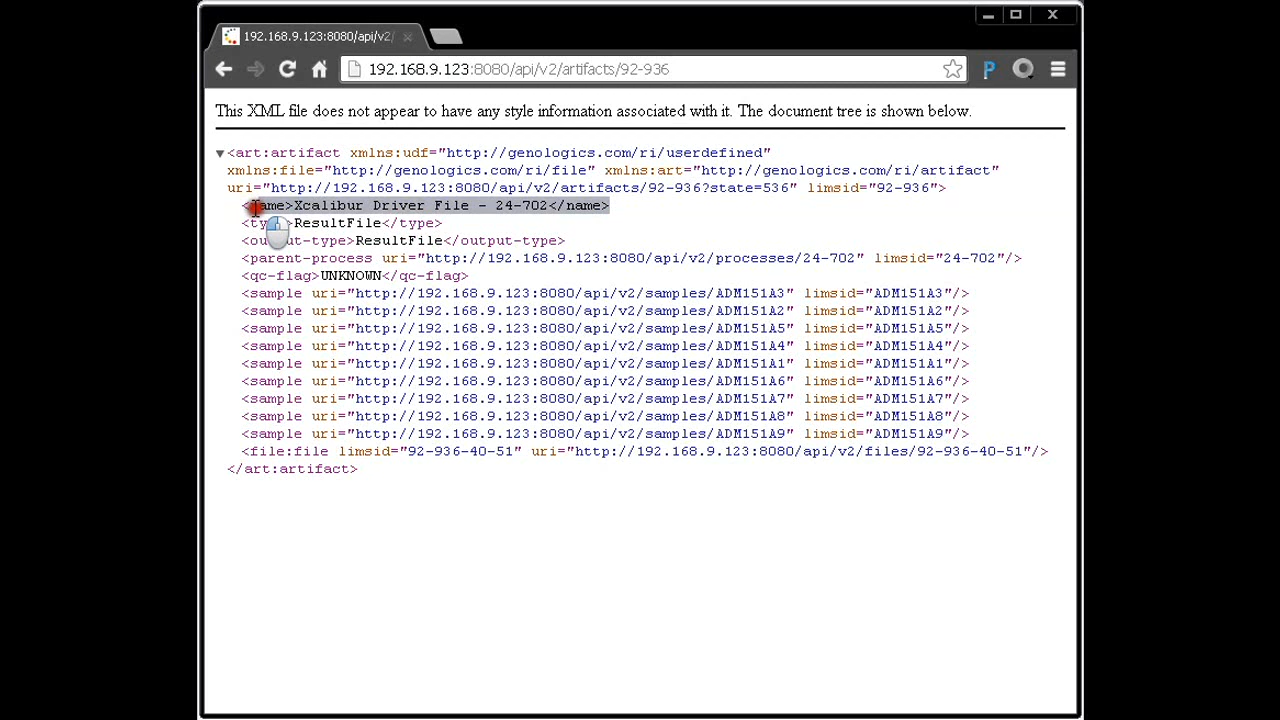 192.168.9.123:8080/api/v2/
192.168.9.123:8080/api/v2/artifacts/92-936
This XML file does not appear to have any style information associated with it. The document tree is shown below.
<art:artifact xmlns:udf="http://genologics.com/ri/userdefined"
xmlns:file="http://genologics.com/ri/file" xmlns:art="http://genologics.com/ri/artifact"
uri="http://192.168.9.123:8080/api/v2/artifacts/92-936?state=536" limsid="92-936">
<name>Xcalibur Driver File - 24-702</name>
<type>ResultFile</type>
<output-type>ResultFile</output-type>
<parent-process uri="http://192.168.9.123:8080/api/v2/processes/24-702" limsid="24-702"/>
<qc-flag>UNKNOWN</qc-flag>
<sample uri="http://192.168.9.123:8080/api/v2/samples/ADM151A3" limsid="ADM151A3"/>
<sample uri="http://192.168.9.123:8080/api/v2/samples/ADM151A2" limsid="ADM151A2"/>
<sample uri="http://192.168.9.123:8080/api/v2/samples/ADM151A5" limsid="ADM151A5"/>
<sample uri="http://192.168.9.123:8080/api/v2/samples/ADM151A4" limsid="ADM151A4"/>
<sample uri="http://192.168.9.123:8080/api/v2/samples/ADM151A1" limsid="ADM151A1"/>
<sample uri="http://192.168.9.123:8080/api/v2/samples/ADM151A6" limsid="ADM151A6"/>
<sample uri="http://192.168.9.123:8080/api/v2/samples/ADM151A7" limsid="ADM151A7"/>
<sample uri="http://192.168.9.123:8080/api/v2/samples/ADM151A8" limsid="ADM151A8"/>
<sample uri="http://192.168.9.123:8080/api/v2/samples/ADM151A9" limsid="ADM151A9"/>
<file:file limsid="92-936-40-51" uri="http://192.168.9.123:8080/api/v2/files/92-936-40-51"/>
</art:artifact>